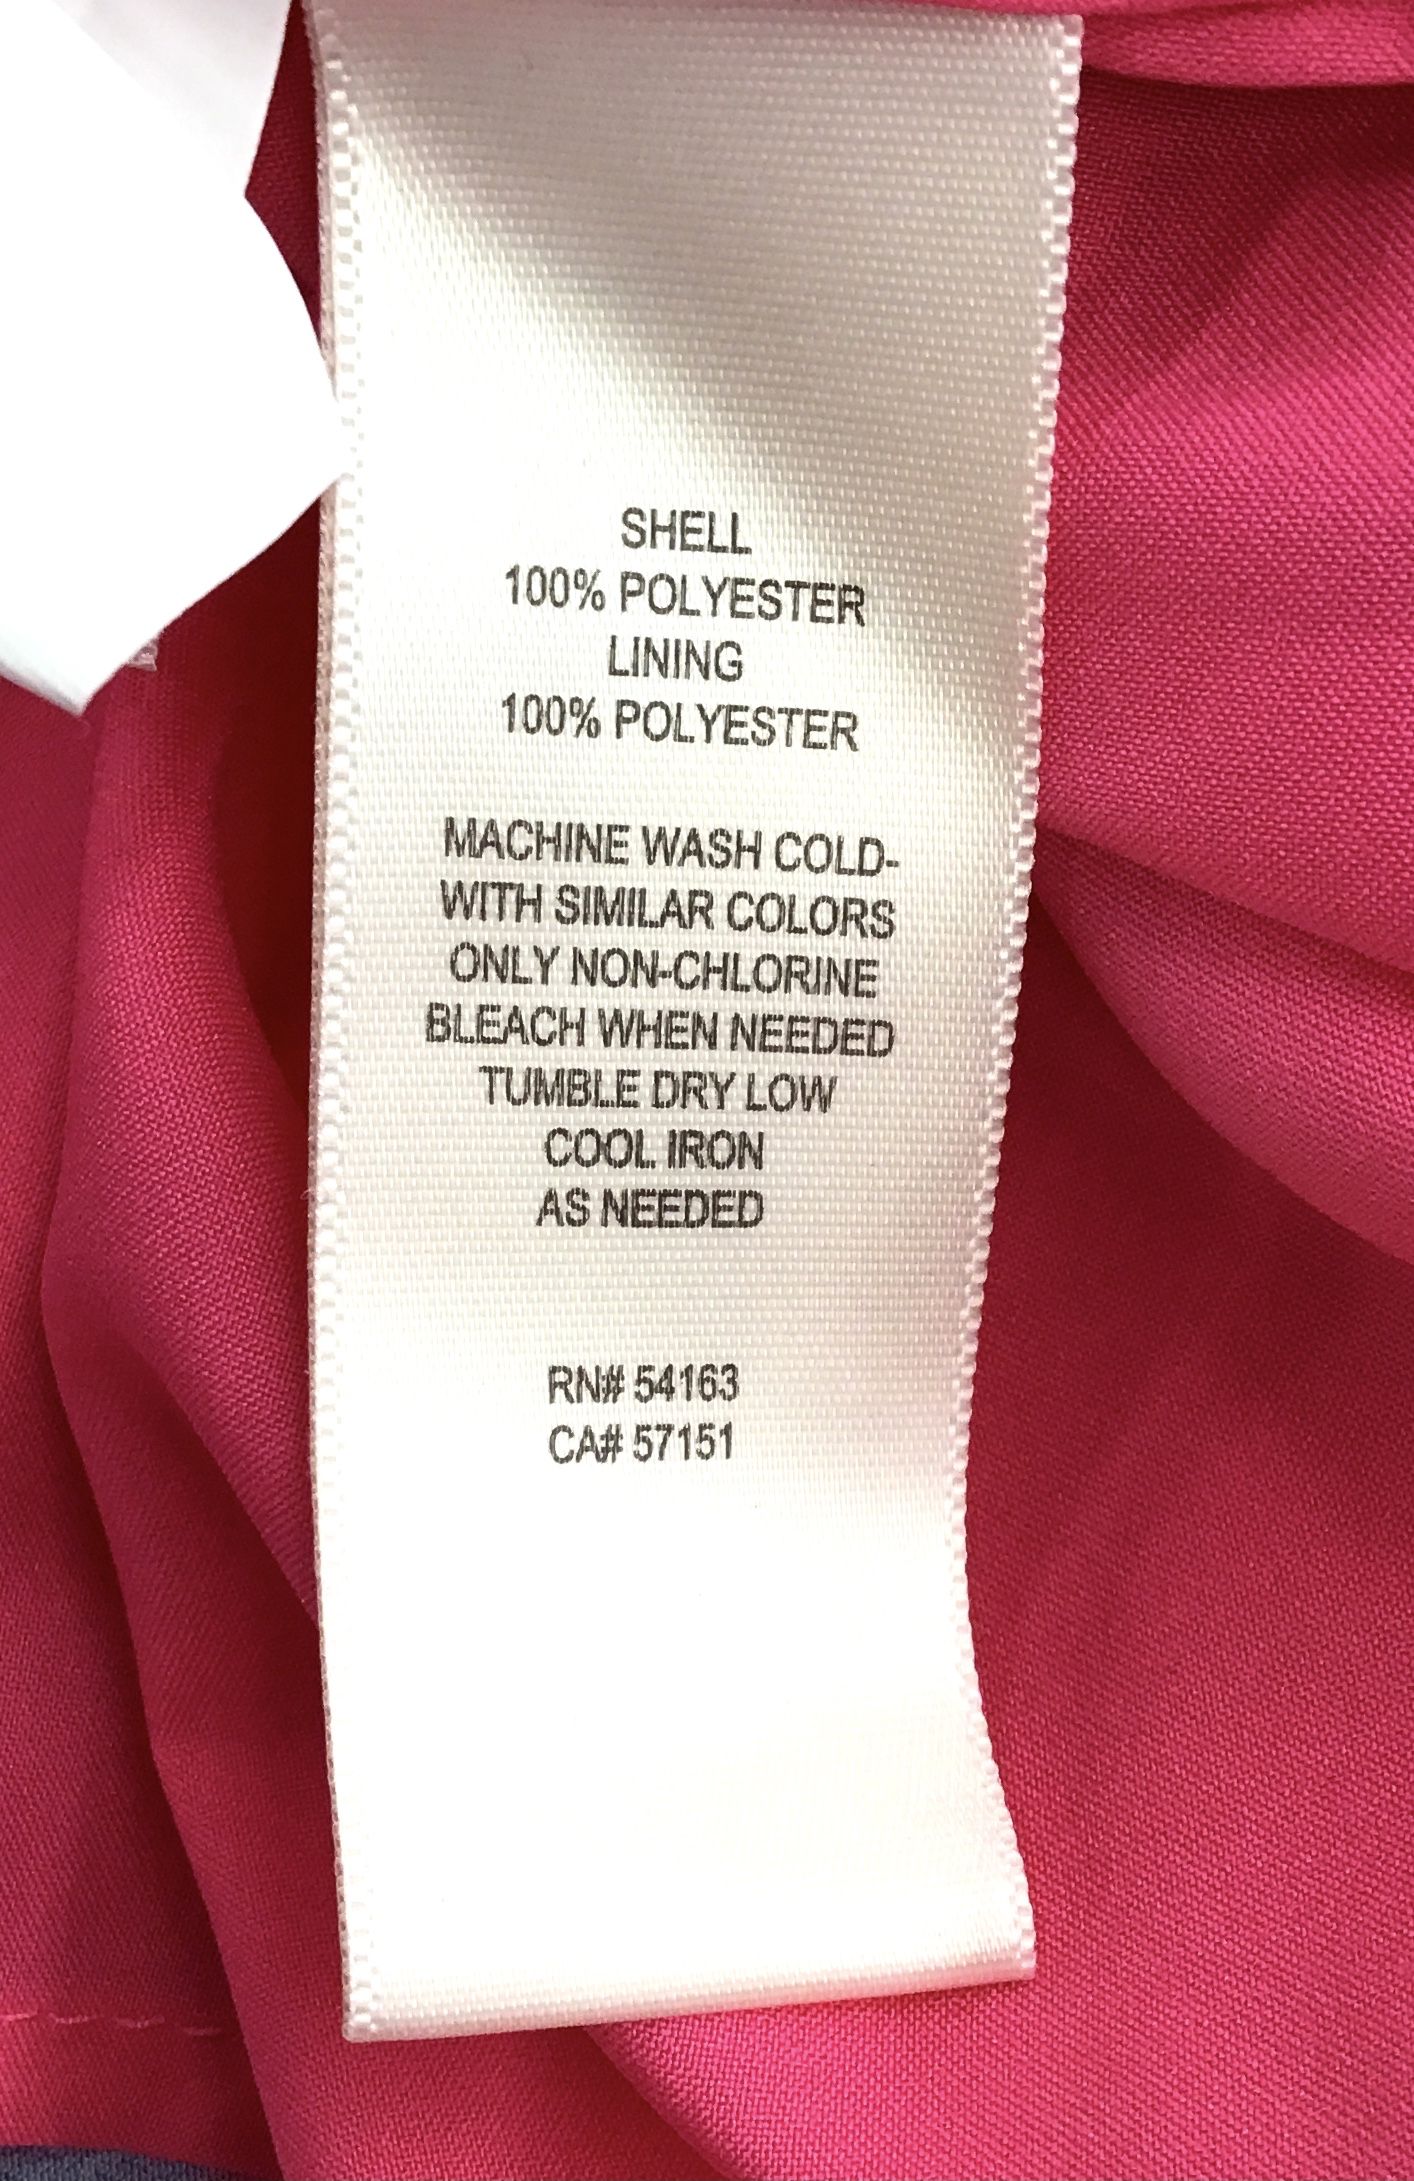 SHELL
100% POLYESTER
LINING
100% POLYESTER
MACHINE WASH COLD-
WITH SIMILAR COLORS
ONLY NON-CHLORINE
BLEACH WHEN NEEDED
TUMBLE DRY LOW
COOL IRON
AS NEEDED
RN# 54163
CA# 57151